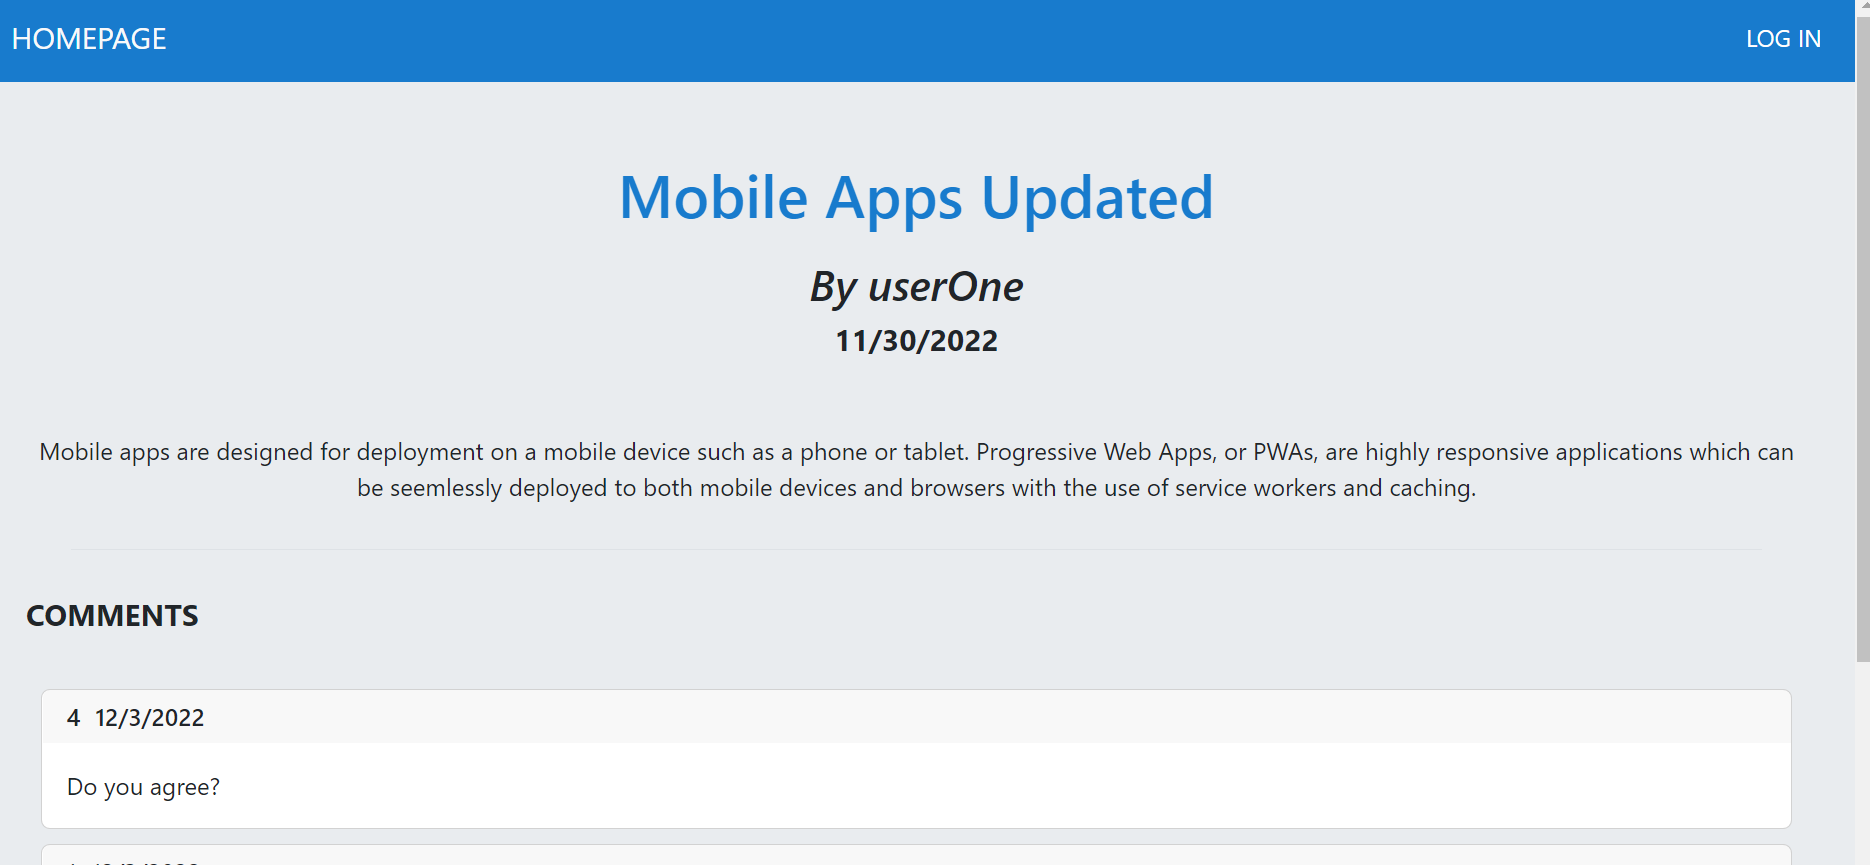 HOMEPAGE
LOG IN
Mobile Apps Updated
By userOne
11/30/2022
Mobile apps are designed for deployment on a mobile device such as a phone or tablet. Progressive Web Apps, or PWAs, are highly responsive applications which can
be seemlessly deployed to both mobile devices and browsers with the use of service workers and caching.
COMMENTS
4 12/3/2022
Do you agree?